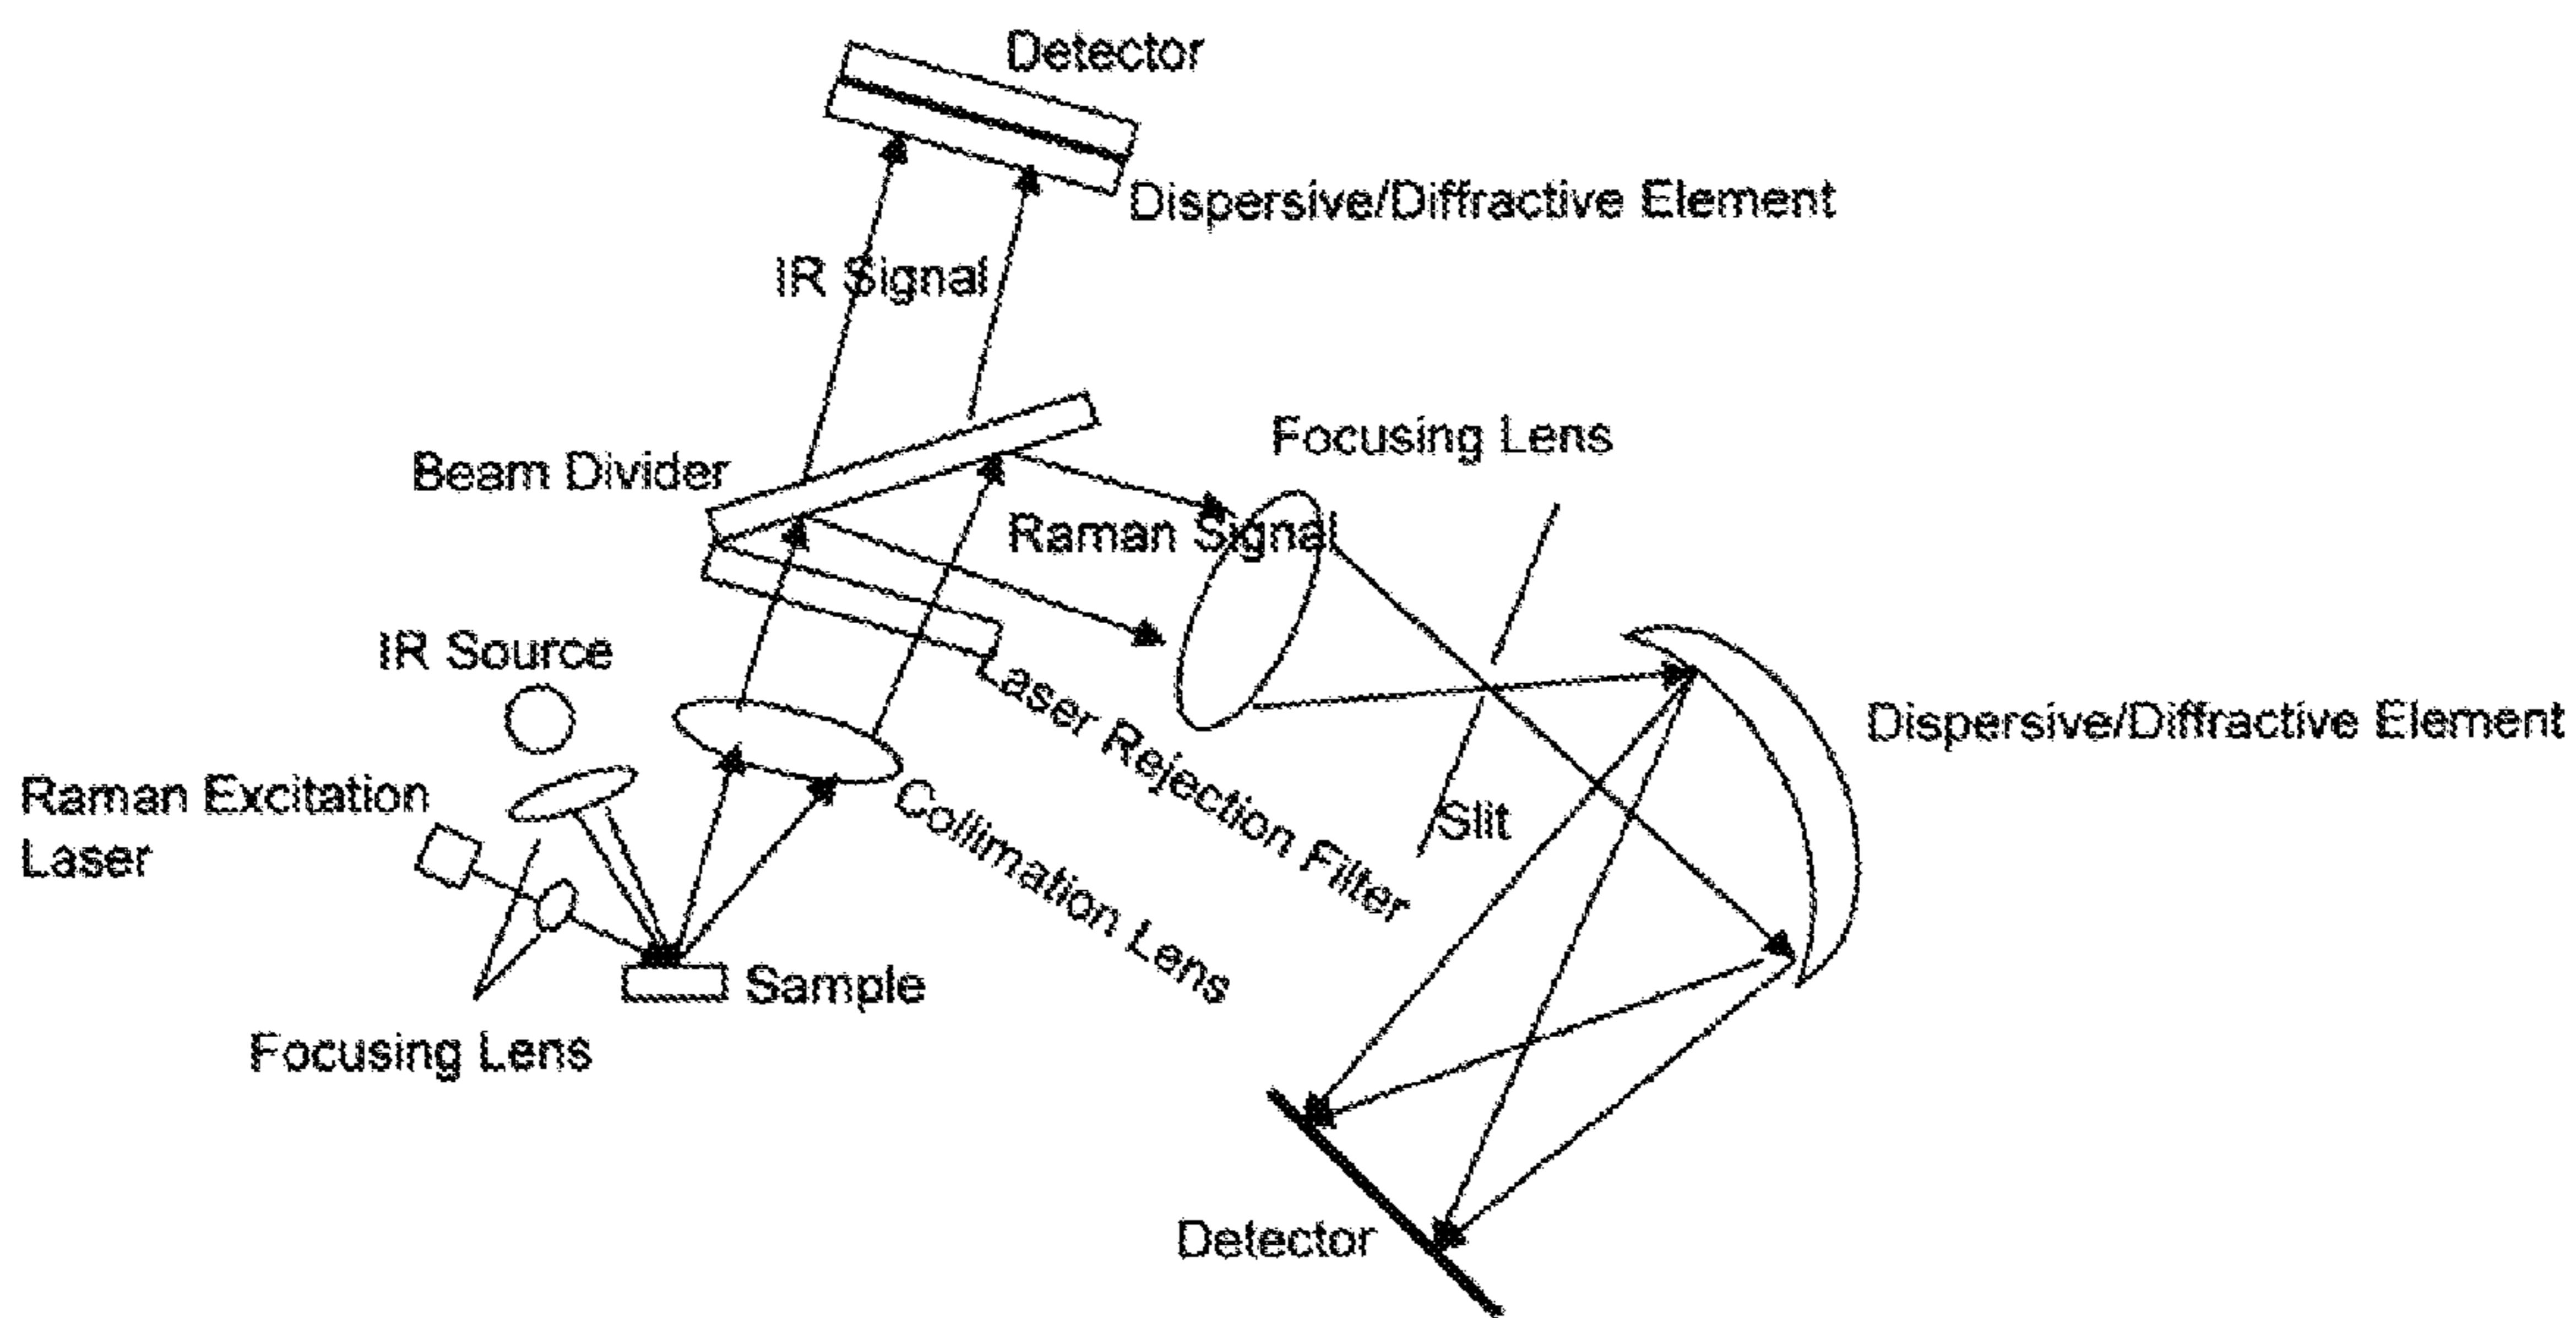 Detector
Dispersive/Diffractive Element
IR Signal
Focusing Lens
Beam Divider
Raman Signal
IR Source
Laser Rejection Filter
Dispersive/Diffractive Element
Raman Excitation
Laser
Collimation Lens
Slit
Sample
Focusing Lens
Detector